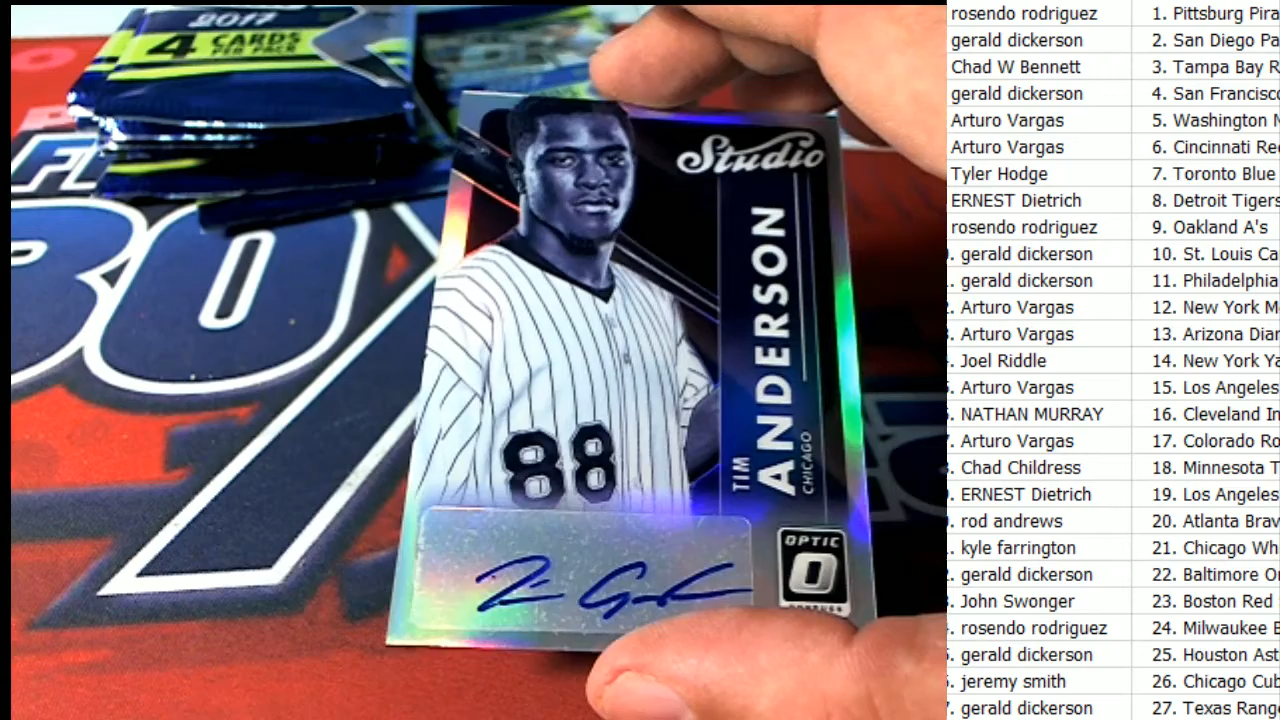 2017
4 CARDS
PER PACK
Studio
TIM
ANDERSON
CHICAGO
88
OPTIC
O
rosendo rodriguez 1. Pittsburg Pira
gerald dickerson 2. San Diego Pa
Chad W Bennett 3. Tampa Bay R
gerald dickerson 4. San Francisco
Arturo Vargas 5. Washington N
Arturo Vargas 6. Cincinnati Re
Tyler Hodge 7. Toronto Blue
ERNEST Dietrich 8. Detroit Tigers
rosendo rodriguez 9. Oakland A's
. gerald dickerson 10. St. Louis Ca
. gerald dickerson 11. Philadelphia
. Arturo Vargas 12. New York M
. Arturo Vargas 13. Arizona Diar
. Joel Riddle 14. New York Ya
. Arturo Vargas 15. Los Angeles
. NATHAN MURRAY 16. Cleveland In
. Arturo Vargas 17. Colorado Ro
. Chad Childress 18. Minnesota T
. ERNEST Dietrich 19. Los Angeles
. rod andrews 20. Atlanta Brav
. kyle farrington 21. Chicago Wh
. gerald dickerson 22. Baltimore O
. John Swonger 23. Boston Red
. rosendo rodriguez 24. Milwaukee B
. gerald dickerson 25. Houston Ast
. jeremy smith 26. Chicago Cub
. gerald dickerson 27. Texas Range